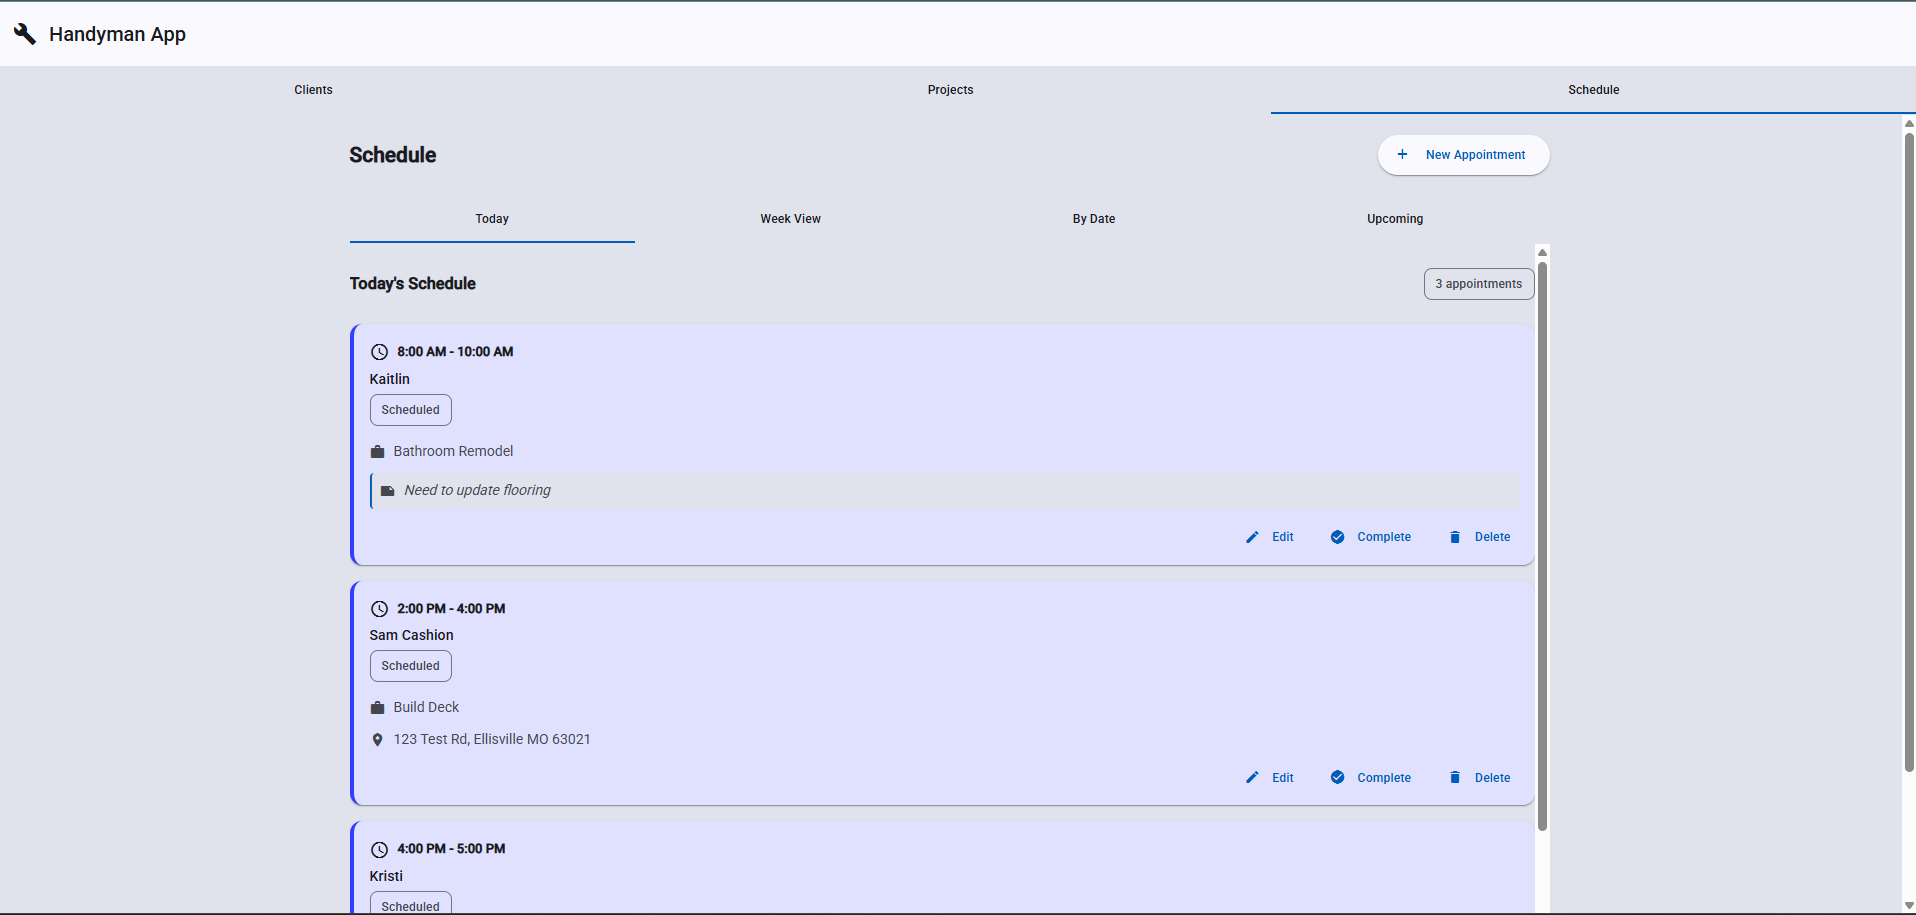 Handyman App
Clients Projects Schedule
Schedule
New Appointment
Today Week View By Date Upcoming
Today's Schedule
3 appointments
8:00 AM - 10:00 AM
Kaitlin
Scheduled
Bathroom Remodel
Need to update flooring
Edit Complete Delete
2:00 PM - 4:00 PM
Sam Cashion
Scheduled
Build Deck
123 Test Rd, Ellisville MO 63021
Edit Complete Delete
4:00 PM - 5:00 PM
Kristi
Scheduled